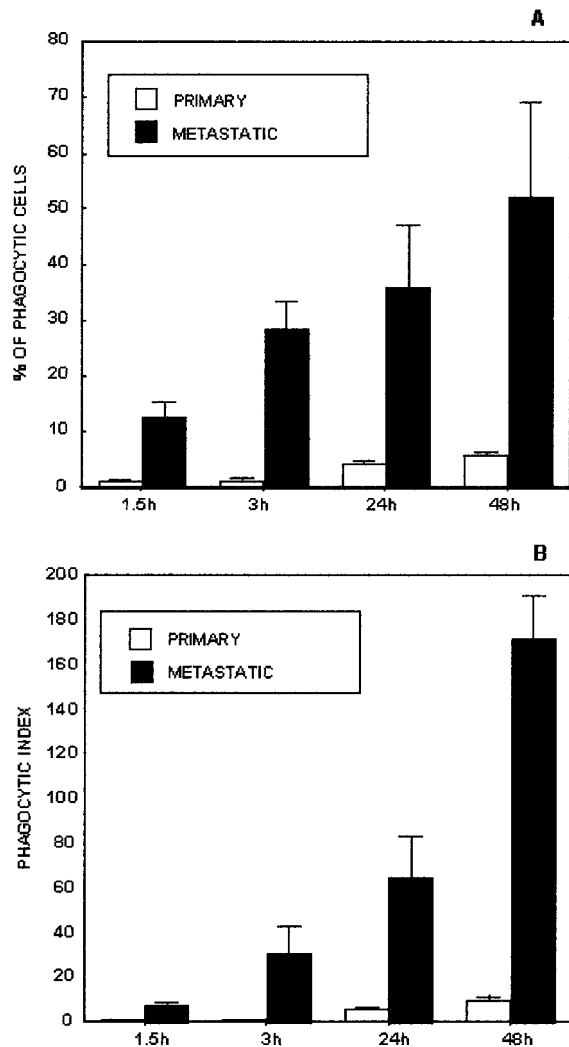 A
80
70
60
50
40
30
20
10
0
% OF PHAGOCYTIC CELLS
PRIMARY
METASTATIC
1.5h 3h 24h 48h
B
200
180
160
140
120
100
80
60
40
20
0
PHAGOCYTIC INDEX
PRIMARY
METASTATIC
1.5h 3h 24h 48h